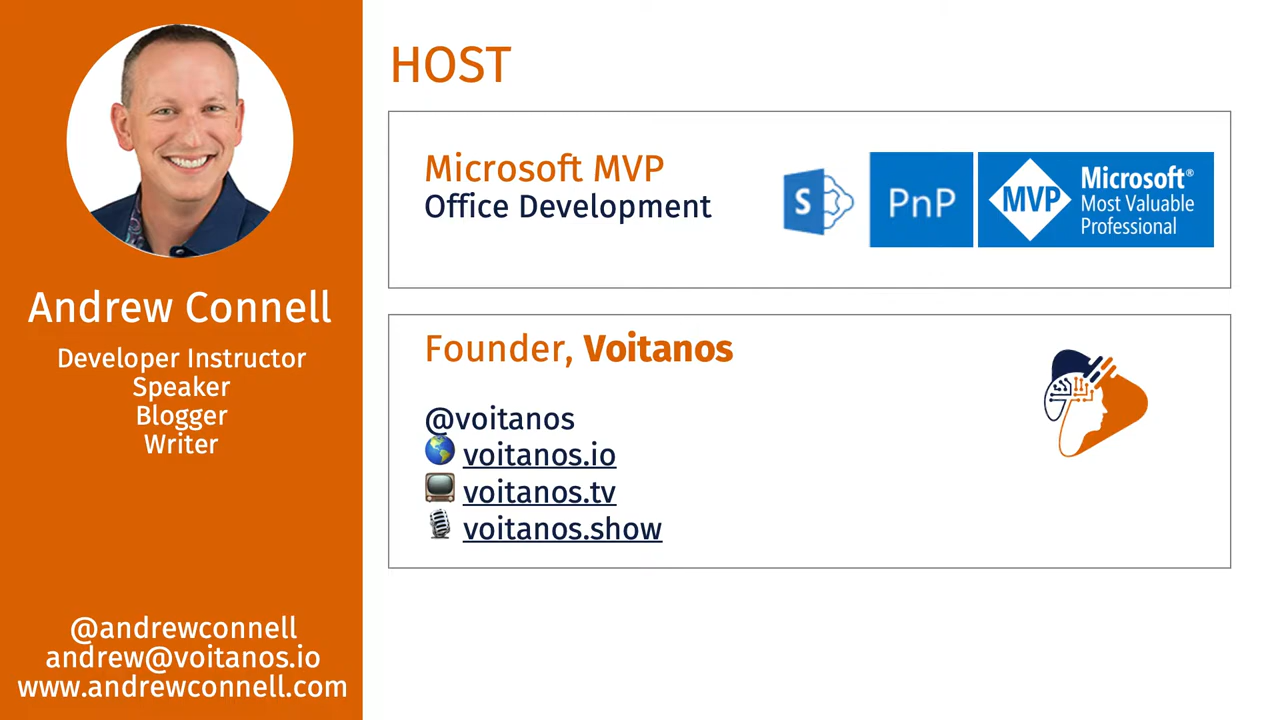 HOST
Microsoft MVP
Office Development
S
PnP
MVP
Microsoft®
Most Valuable
Professional
Andrew Connell
Developer Instructor
Speaker
Blogger
Writer
Founder, Voitanos
@voitanos
voitanos.io
voitanos.tv
voitanos.show
@andrewconnell
andrew@voitanos.io
www.andrewconnell.com